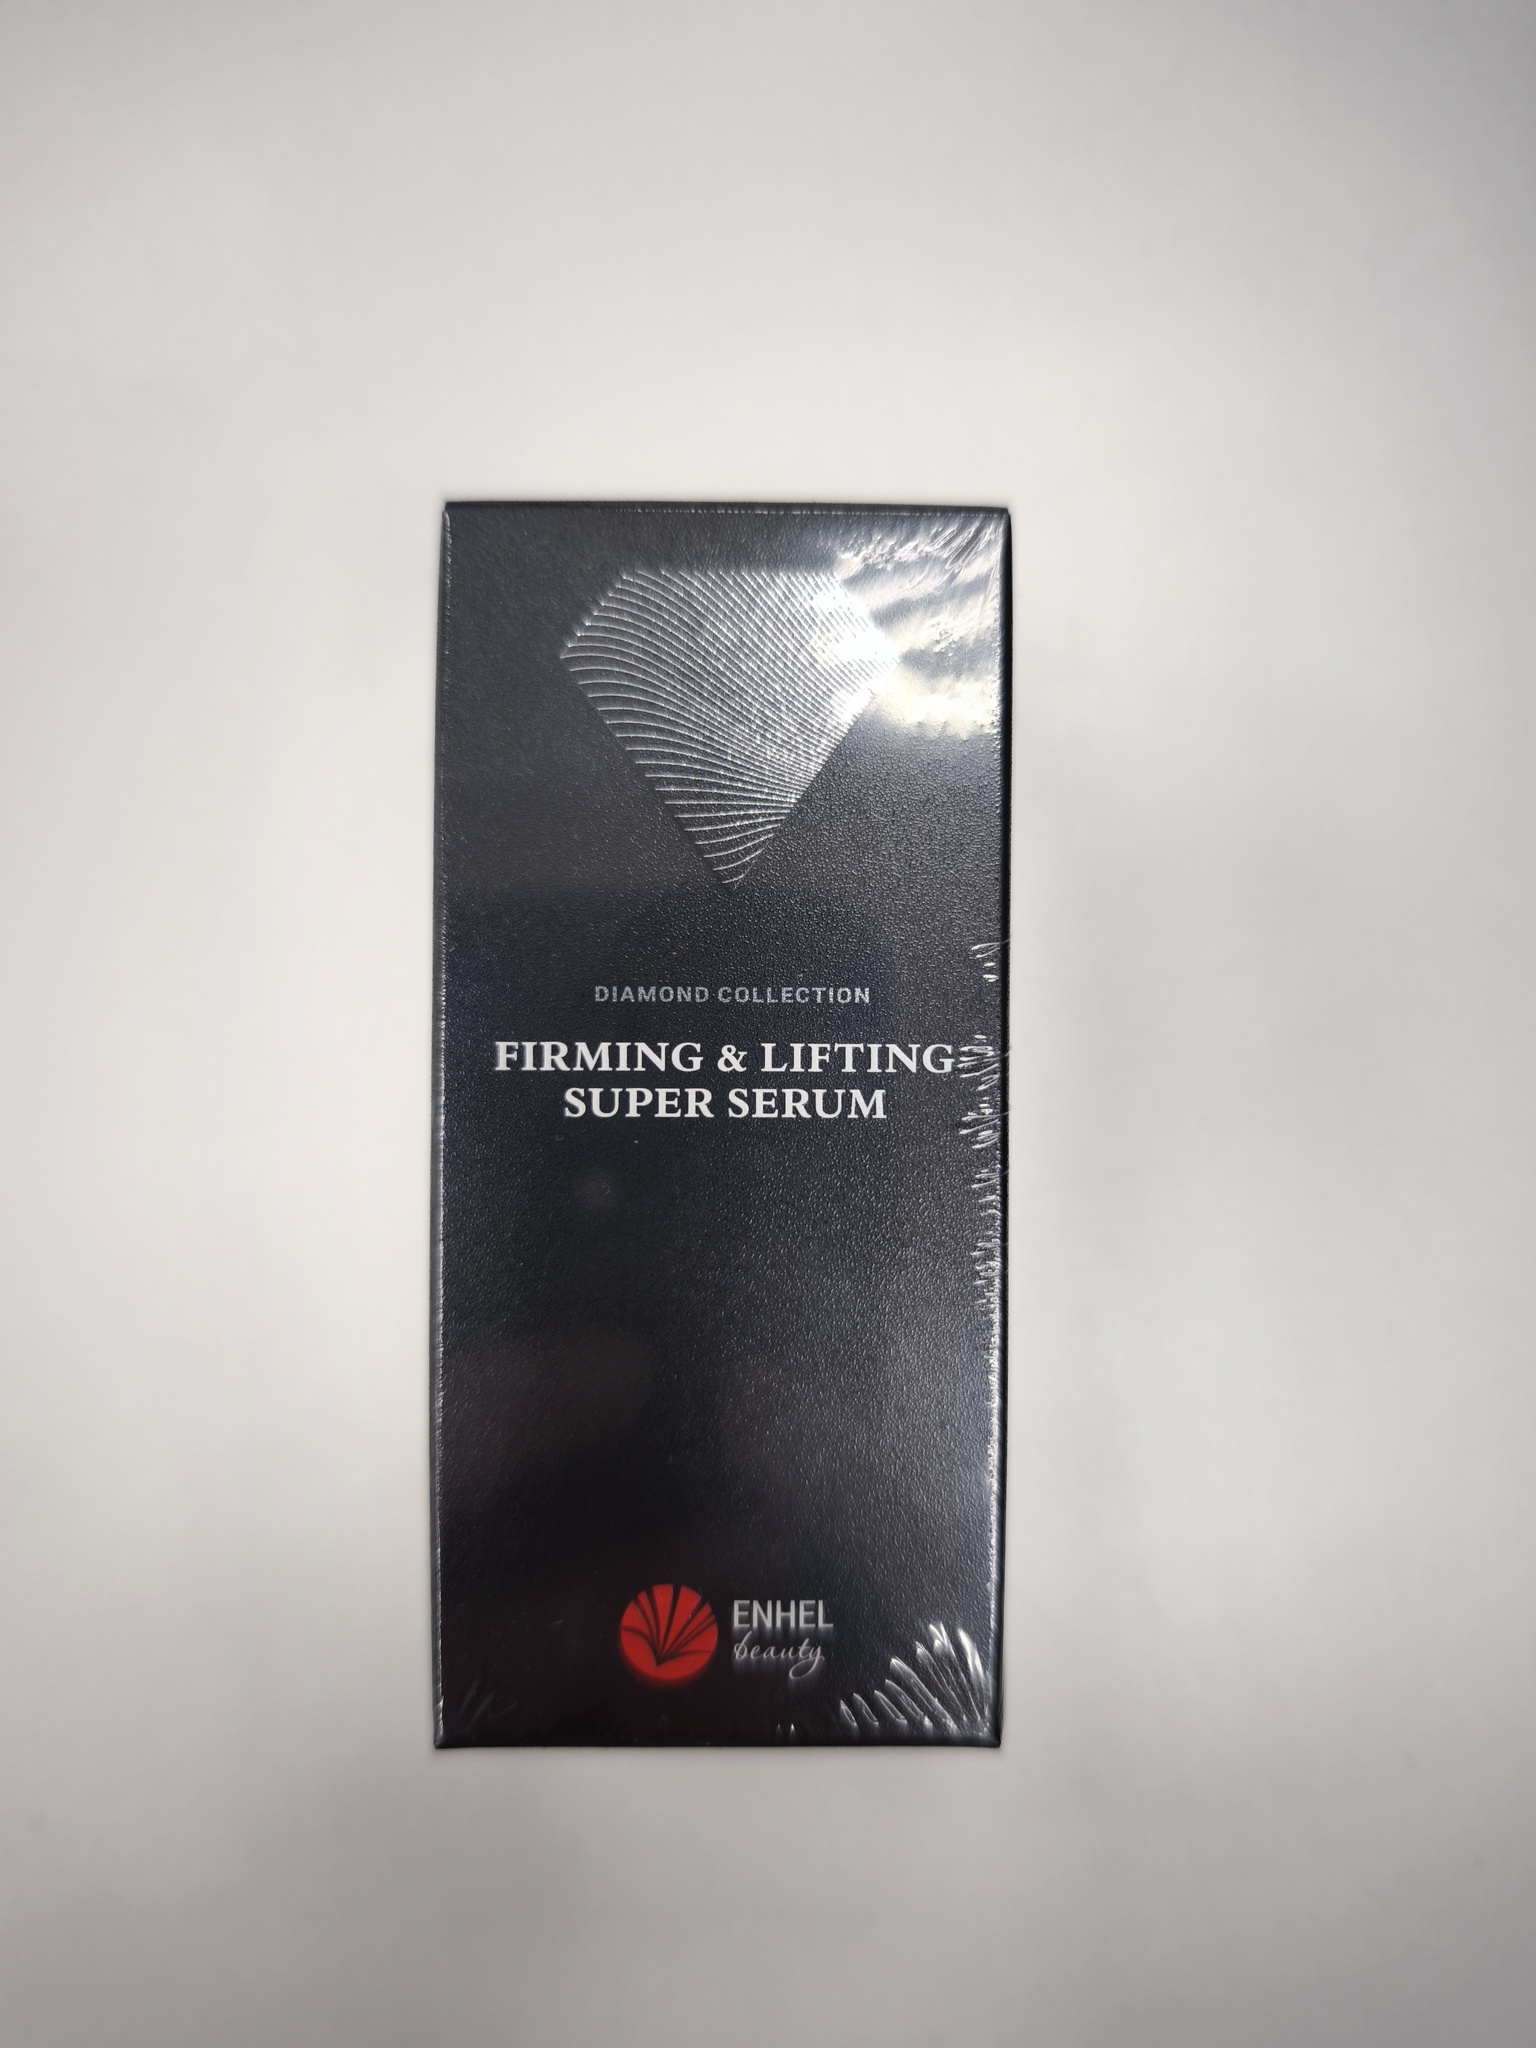 DIAMOND COLLECTION
FIRMING & LIFTING
SUPER SERUM
ENHEL
beauty